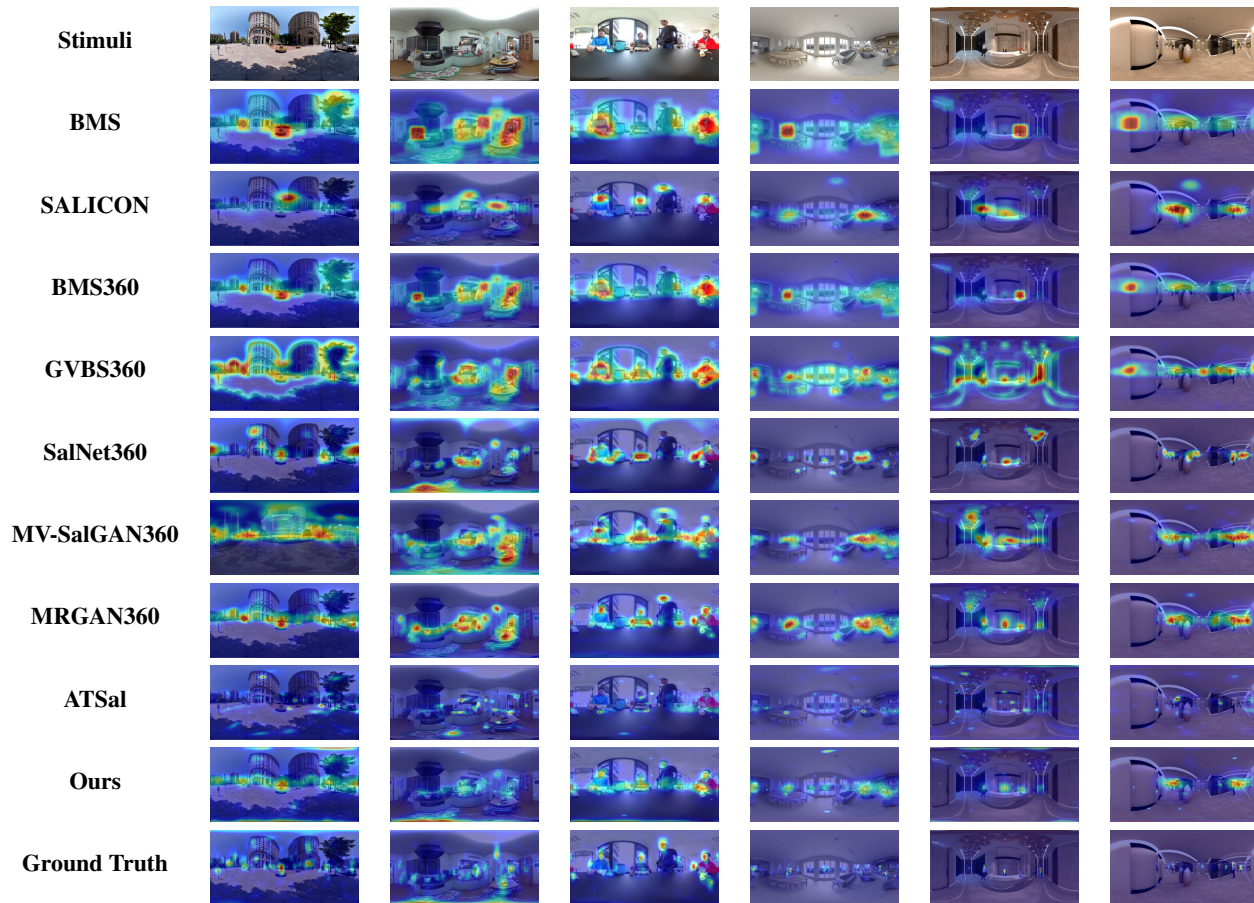 Stimuli
BMS
SALICON
BMS360
GVBS360
SalNet360
MV-SalGAN360
MRGAN360
ATSal
Ours
Ground Truth